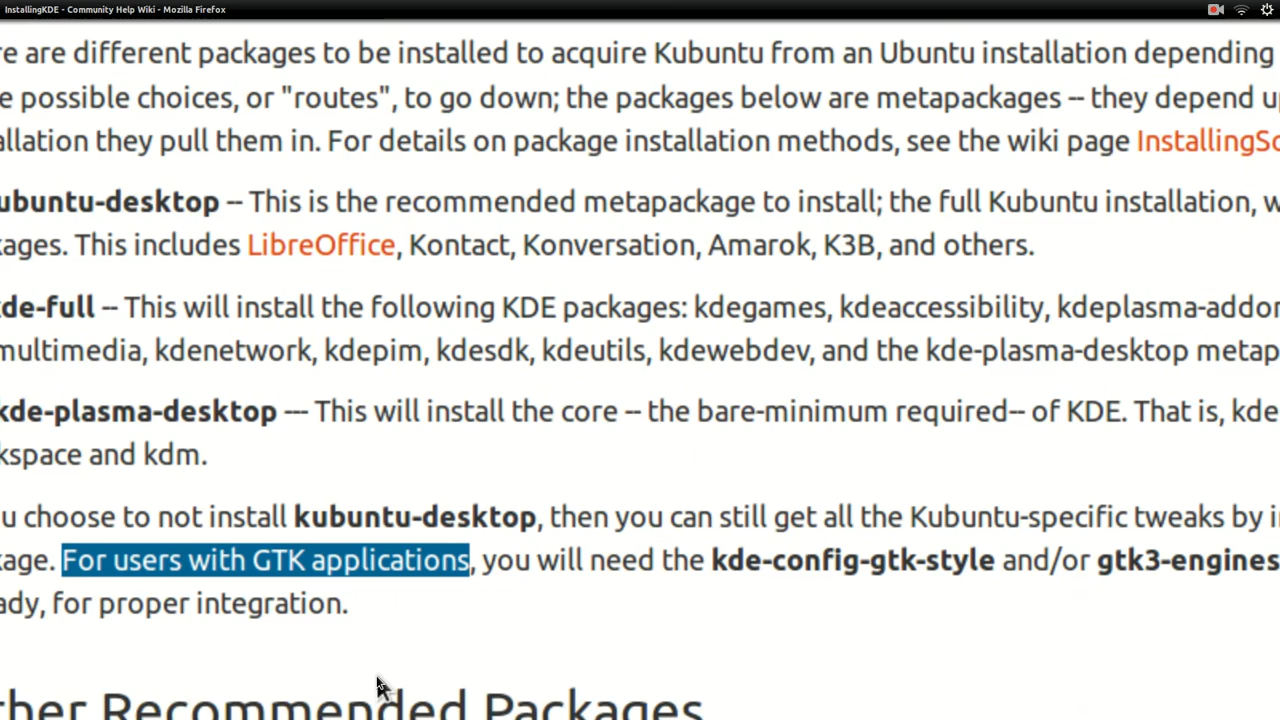 InstallingKDE - Community Help Wiki - Mozilla Firefox
re are different packages to be installed to acquire Kubuntu from an Ubuntu installation depending
e possible choices, or "routes", to go down; the packages below are metapackages -- they depend up
allation they pull them in. For details on package installation methods, see the wiki page InstallingSo
ubuntu-desktop -- This is the recommended metapackage to install; the full Kubuntu installation, w
kages. This includes LibreOffice, Kontact, Konversation, Amarok, K3B, and others.
kde-full -- This will install the following KDE packages: kdegames, kdeaccessibility, kdeplasma-addon
multimedia, kdenetwork, kdepim, kdesdk, kdeutils, kdewebdev, and the kde-plasma-desktop metap
kde-plasma-desktop --- This will install the core -- the bare-minimum required-- of KDE. That is, kde
kspace and kdm.
u choose to not install kubuntu-desktop, then you can still get all the Kubuntu-specific tweaks by in
kage. For users with GTK applications, you will need the kde-config-gtk-style and/or gtk3-engines
ady, for proper integration.
ther Recommended Packages